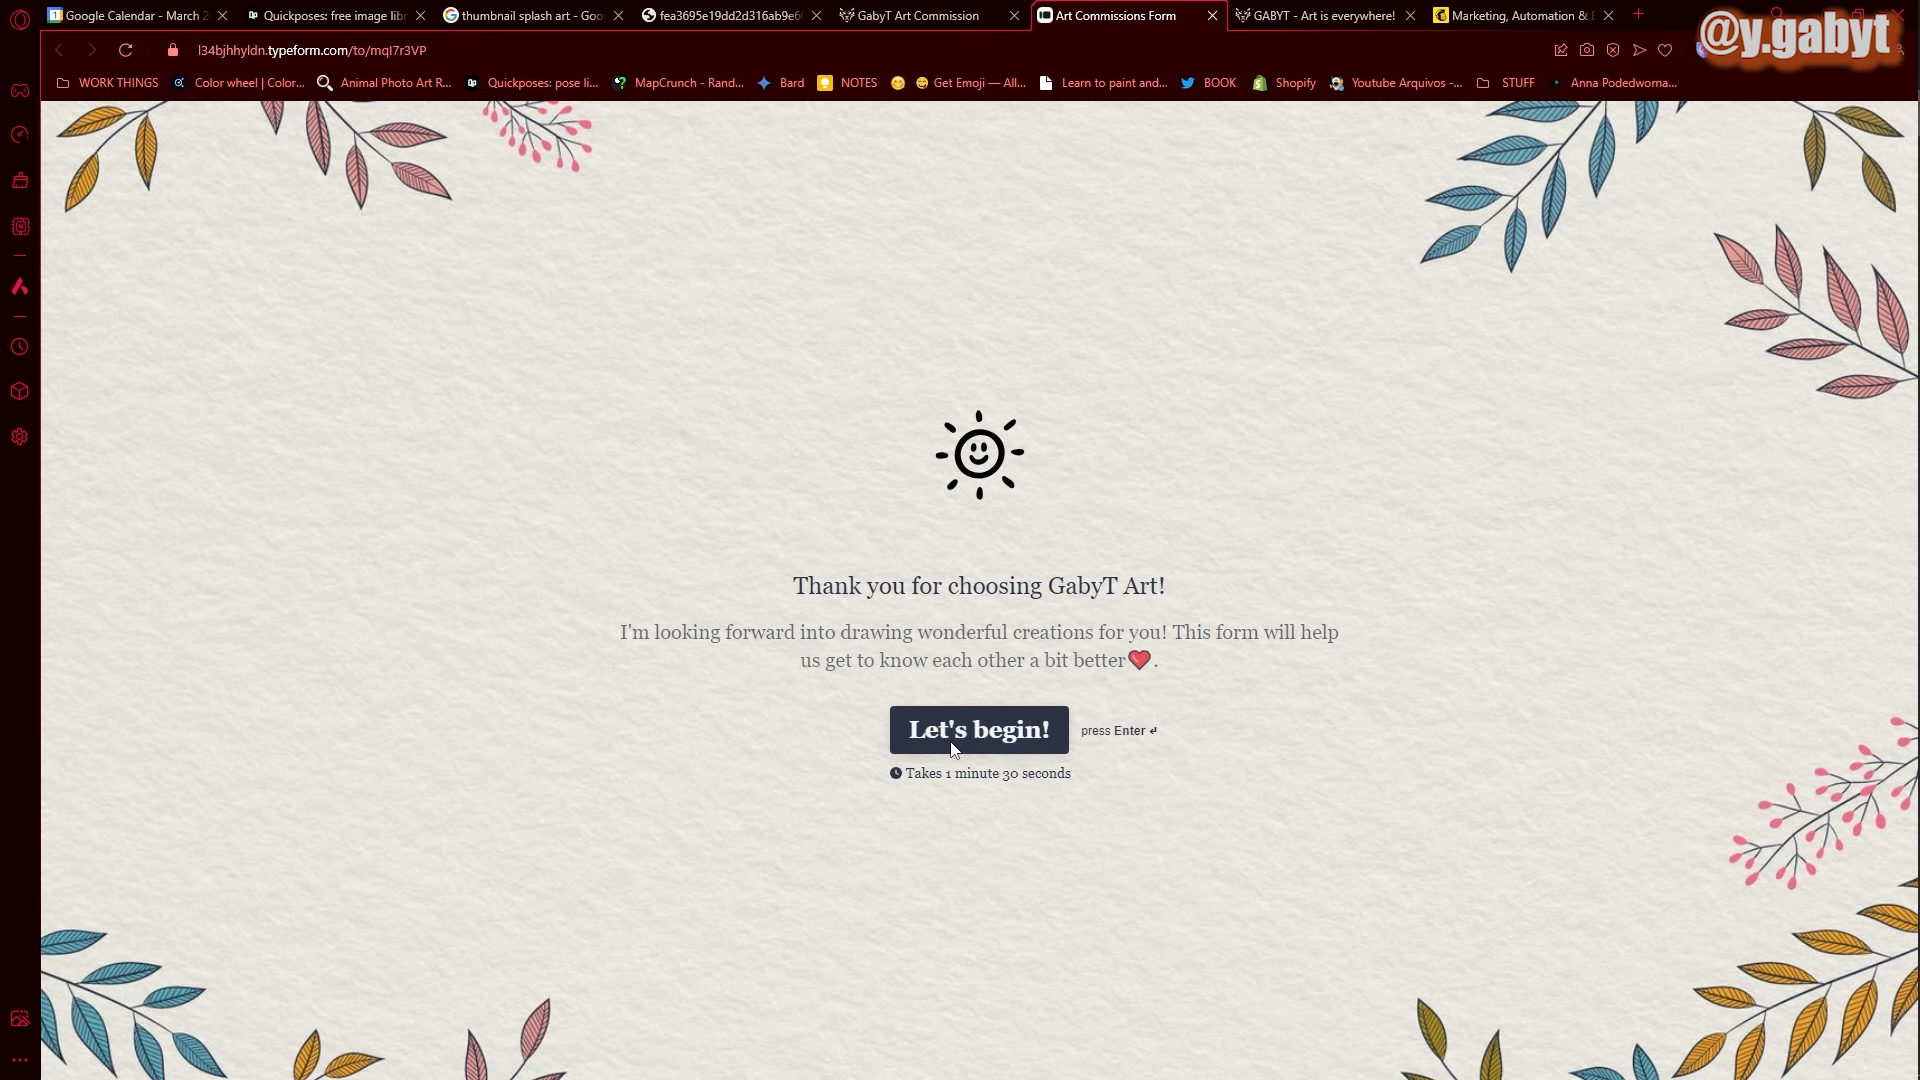 Google Calendar - March 2
Quickposes: free image lib
thumbnail splash art - Goo
fea3695e19dd2d316ab9e6
GabyT Art Commission
Art Commissions Form
GABYT - Art is everywhere!
Marketing, Automation & E
@y.gabyt
l34bjhhyldn.typeform.com/to/mqI7r3VP
WORK THINGS
Color wheel | Color...
Animal Photo Art R...
Quickposes: pose li...
MapCrunch - Rand...
Bard
NOTES
Get Emoji — All...
Learn to paint and...
BOOK
Shopify
Youtube Arquivos -...
STUFF
Anna Podedworna...
Thank you for choosing GabyT Art!
I'm looking forward into drawing wonderful creations for you! This form will help
us get to know each other a bit better❤.
Let's begin!
press Enter ↵
Takes 1 minute 30 seconds